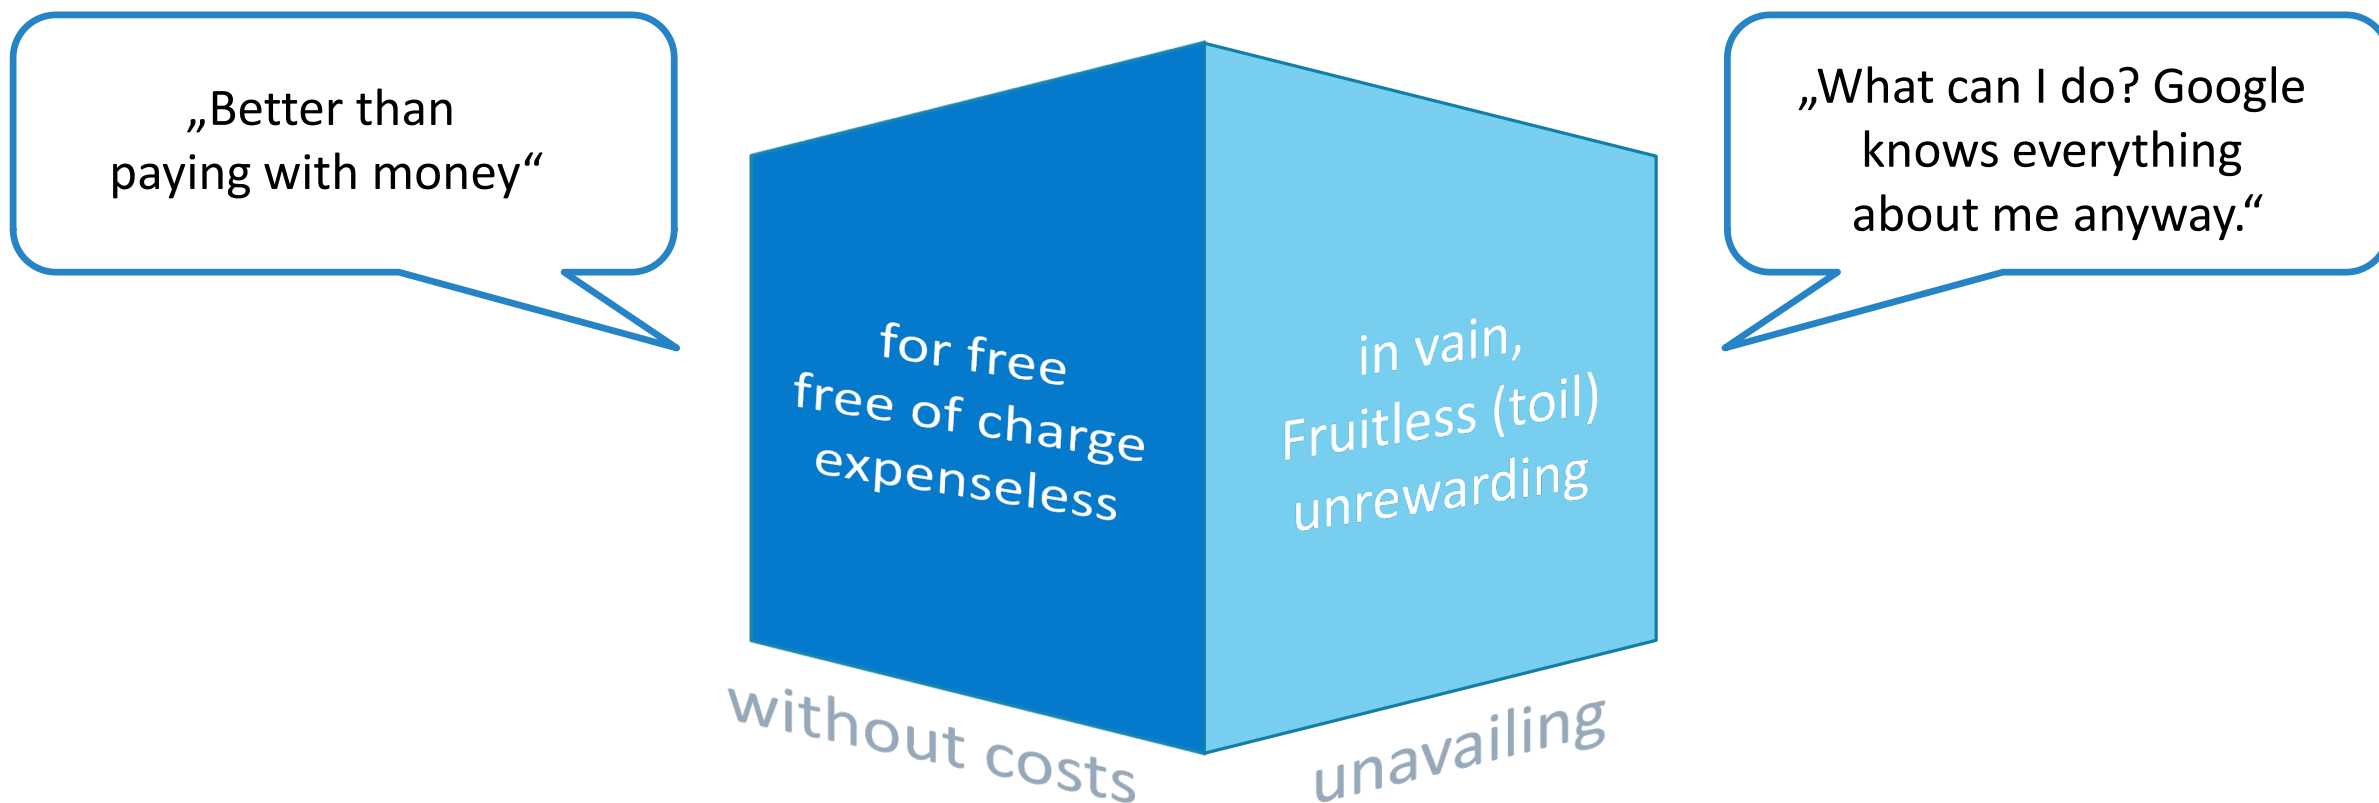 „Better than
paying with money“
„What can I do? Google
knows everything
about me anyway.“
for free
free of charge
expenseless
in vain,
Fruitless (toil)
unrewarding
without costs
unavailing